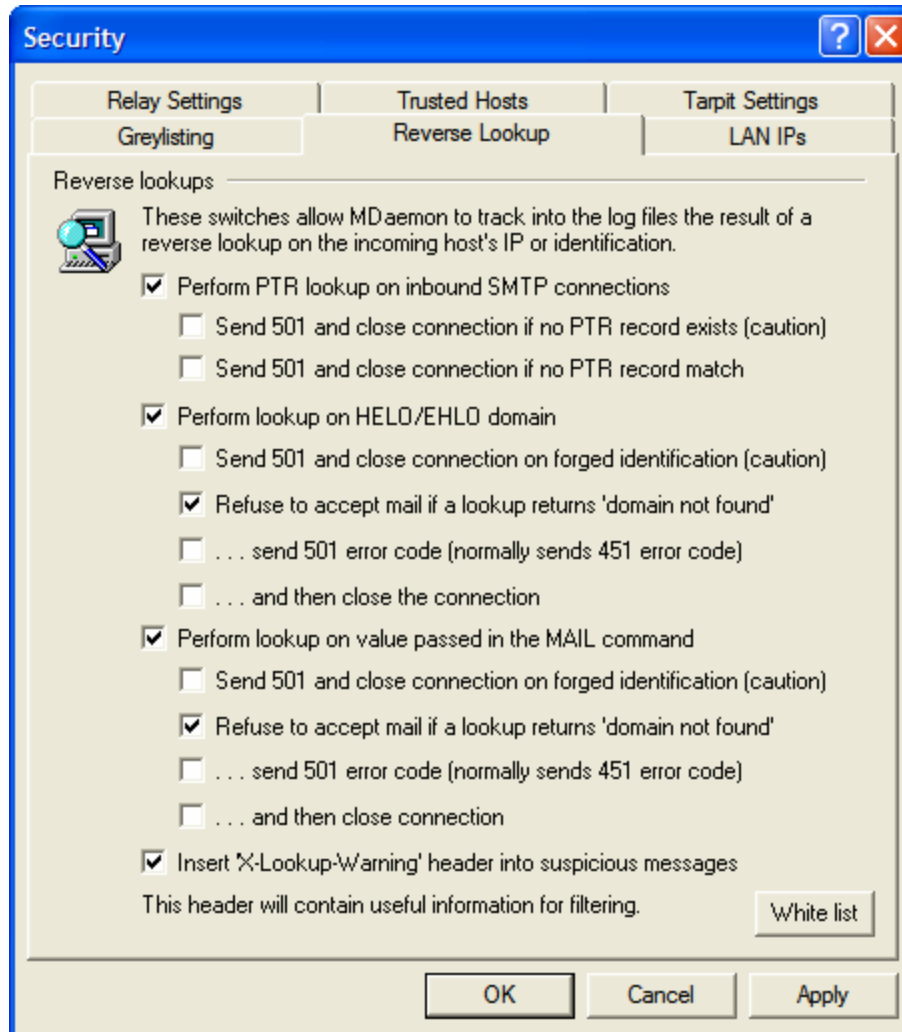 Security
Relay Settings
Trusted Hosts
Tarpit Settings
Greylisting
Reverse Lookup
LAN IPs
Reverse lookups
These switches allow MDaemon to track into the log files the result of a
reverse lookup on the incoming host's IP or identification.
Perform PTR lookup on inbound SMTP connections
Send 501 and close connection if no PTR record exists (caution)
Send 501 and close connection if no PTR record match
Perform lookup on HELO/EHLO domain
Send 501 and close connection on forged identification (caution)
Refuse to accept mail if a lookup returns 'domain not found'
. . . send 501 error code (normally sends 451 error code)
. . . and then close the connection
Perform lookup on value passed in the MAIL command
Send 501 and close connection on forged identification (caution)
Refuse to accept mail if a lookup returns 'domain not found'
. . . send 501 error code (normally sends 451 error code)
. . . and then close connection
Insert 'X-Lookup-Warning' header into suspicious messages
This header will contain useful information for filtering.
White list
OK
Cancel
Apply